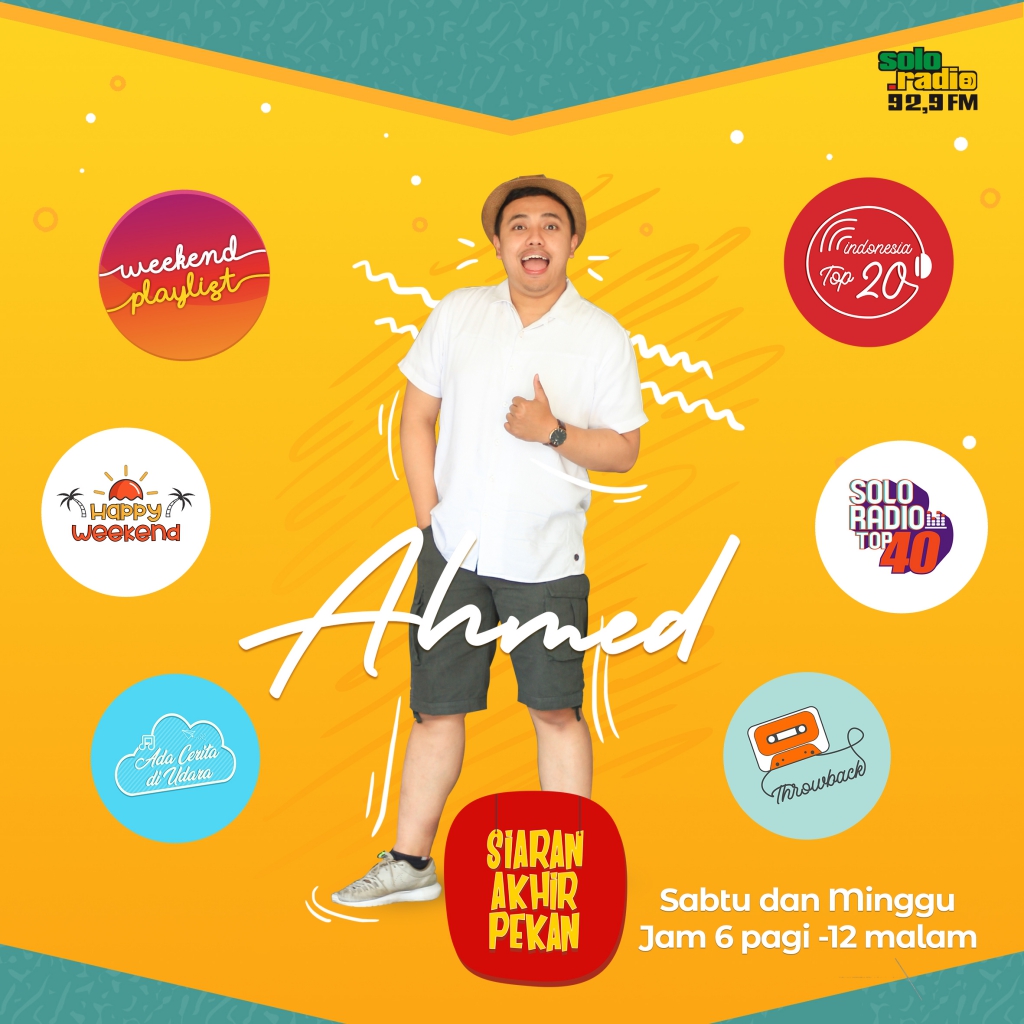 solo
.radio
92,9 FM
weekend
playlist
indonesia
Top 20
Happy
Weekend
SOLO
RADIO
TOP
40
Ahmed
Ada Cerita
di Udara
Throwback
SIARAN
AKHIR
PEKAN
Sabtu dan Minggu
Jam 6 pagi -12 malam